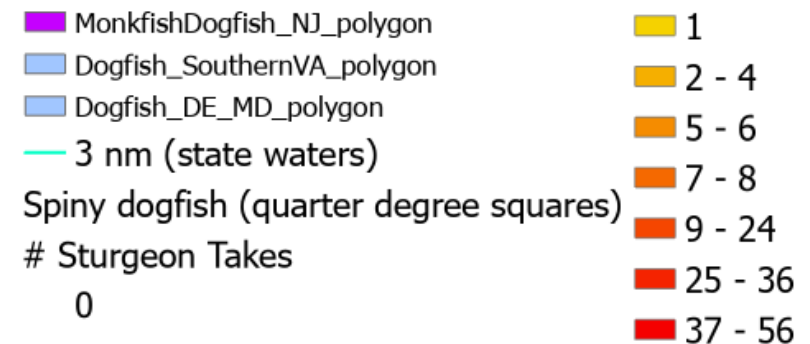 MonkfishDogfish_NJ_polygon
Dogfish_SouthernVA_polygon
Dogfish_DE_MD_polygon
3 nm (state waters)
Spiny dogfish (quarter degree squares)
# Sturgeon Takes
0
1
2 - 4
5 - 6
7 - 8
9 - 24
25 - 36
37 - 56